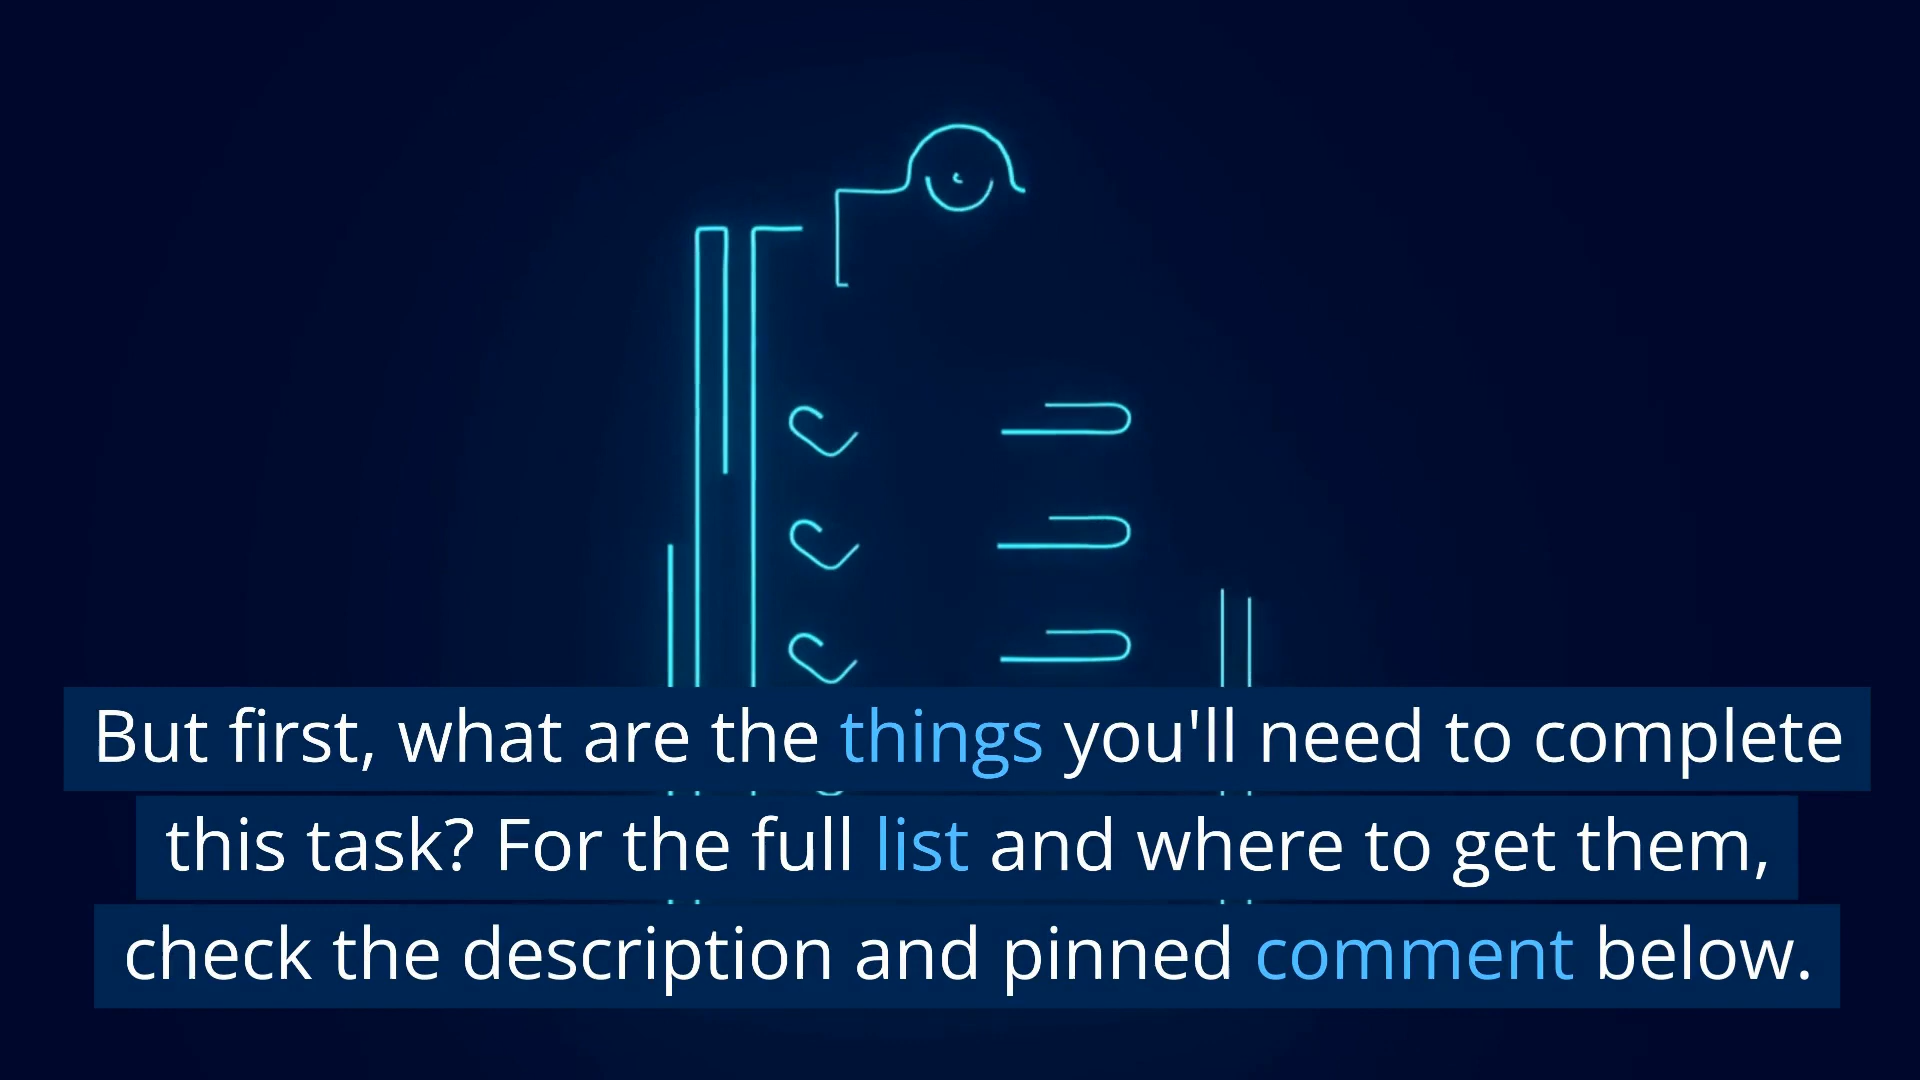 But first, what are the things you'll need to complete
this task? For the full list and where to get them,
check the description and pinned comment below.